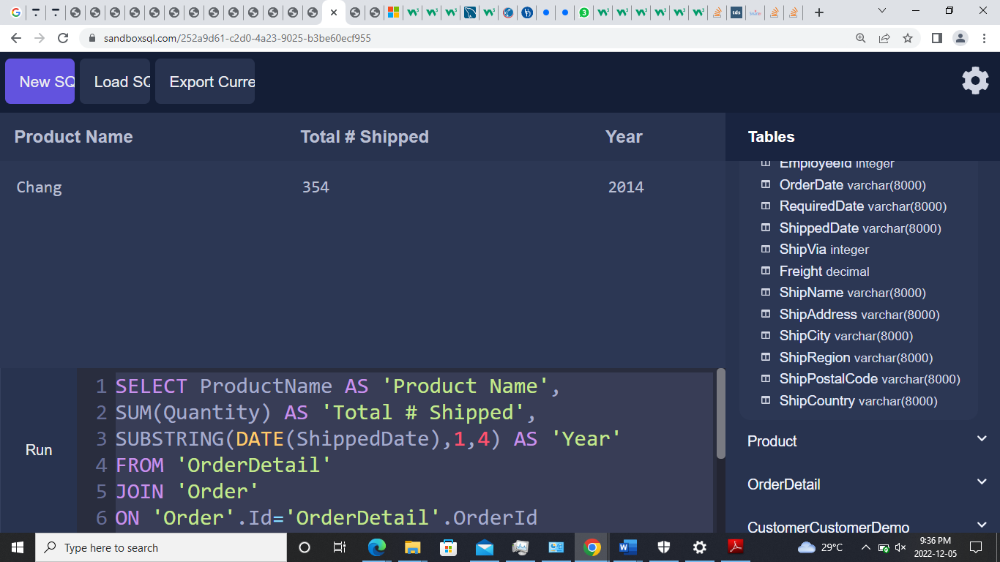 sandboxsql.com/252a9d61-c2d0-4a23-9025-b3be60ecf955
New SQ
Load SQ
Export Curre
Product Name
Total # Shipped
Year
Chang
354
2014
Tables
EmployeeId integer
OrderDate varchar(8000)
RequiredDate varchar(8000)
ShippedDate varchar(8000)
ShipVia integer
Freight decimal
ShipName varchar(8000)
ShipAddress varchar(8000)
ShipCity varchar(8000)
ShipRegion varchar(8000)
ShipPostalCode varchar(8000)
ShipCountry varchar(8000)
Product
OrderDetail
CustomerCustomerDemo
Run
1 SELECT ProductName AS 'Product Name',
2 SUM(Quantity) AS 'Total # Shipped',
3 SUBSTRING(DATE(ShippedDate),1,4) AS 'Year'
4 FROM 'OrderDetail'
5 JOIN 'Order'
6 ON 'Order'.Id='OrderDetail'.OrderId
Type here to search
29°C
9:36 PM
2022-12-05